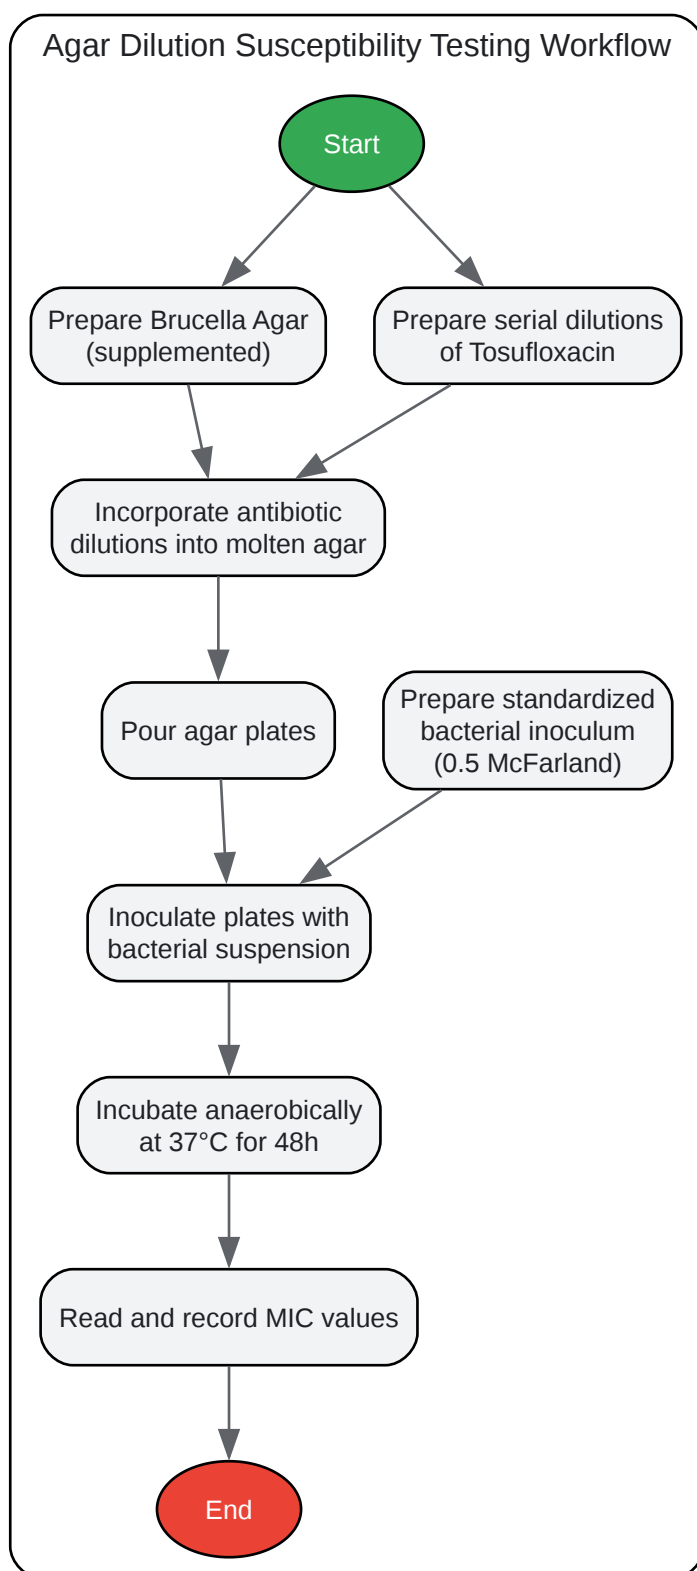 Agar Dilution Susceptibility Testing Workflow
Start
Prepare Brucella Agar
(supplemented)
Prepare serial dilutions
of Tosufloxacin
Incorporate antibiotic
dilutions into molten agar
Pour agar plates
Prepare standardized
bacterial inoculum
(0.5 McFarland)
Inoculate plates with
bacterial suspension
Incubate anaerobically
at 37°C for 48h
Read and record MIC values
End